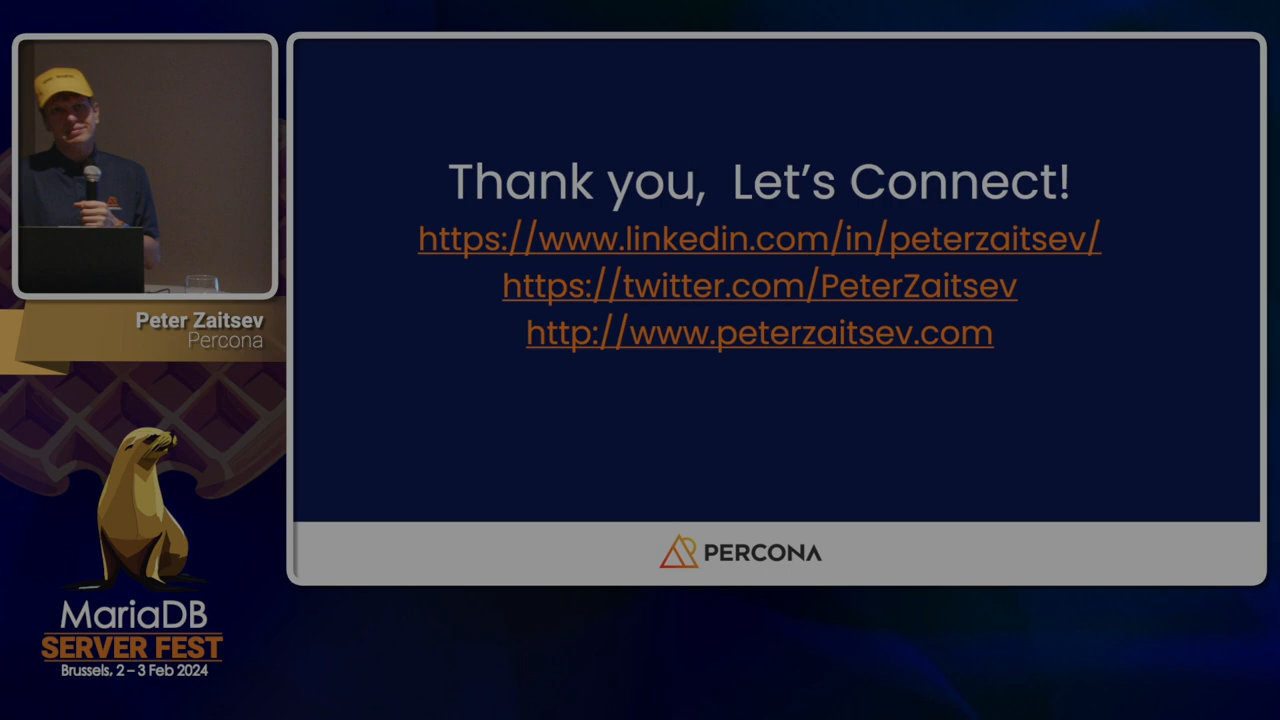 Thank you, Let's Connect!
https://www.linkedin.com/in/peterzaitsev/
https://twitter.com/PeterZaitsev
http://www.peterzaitsev.com
PERCONA
Peter Zaitsev
Percona
MariaDB
SERVER FEST
Brussels, 2 – 3 Feb 2024